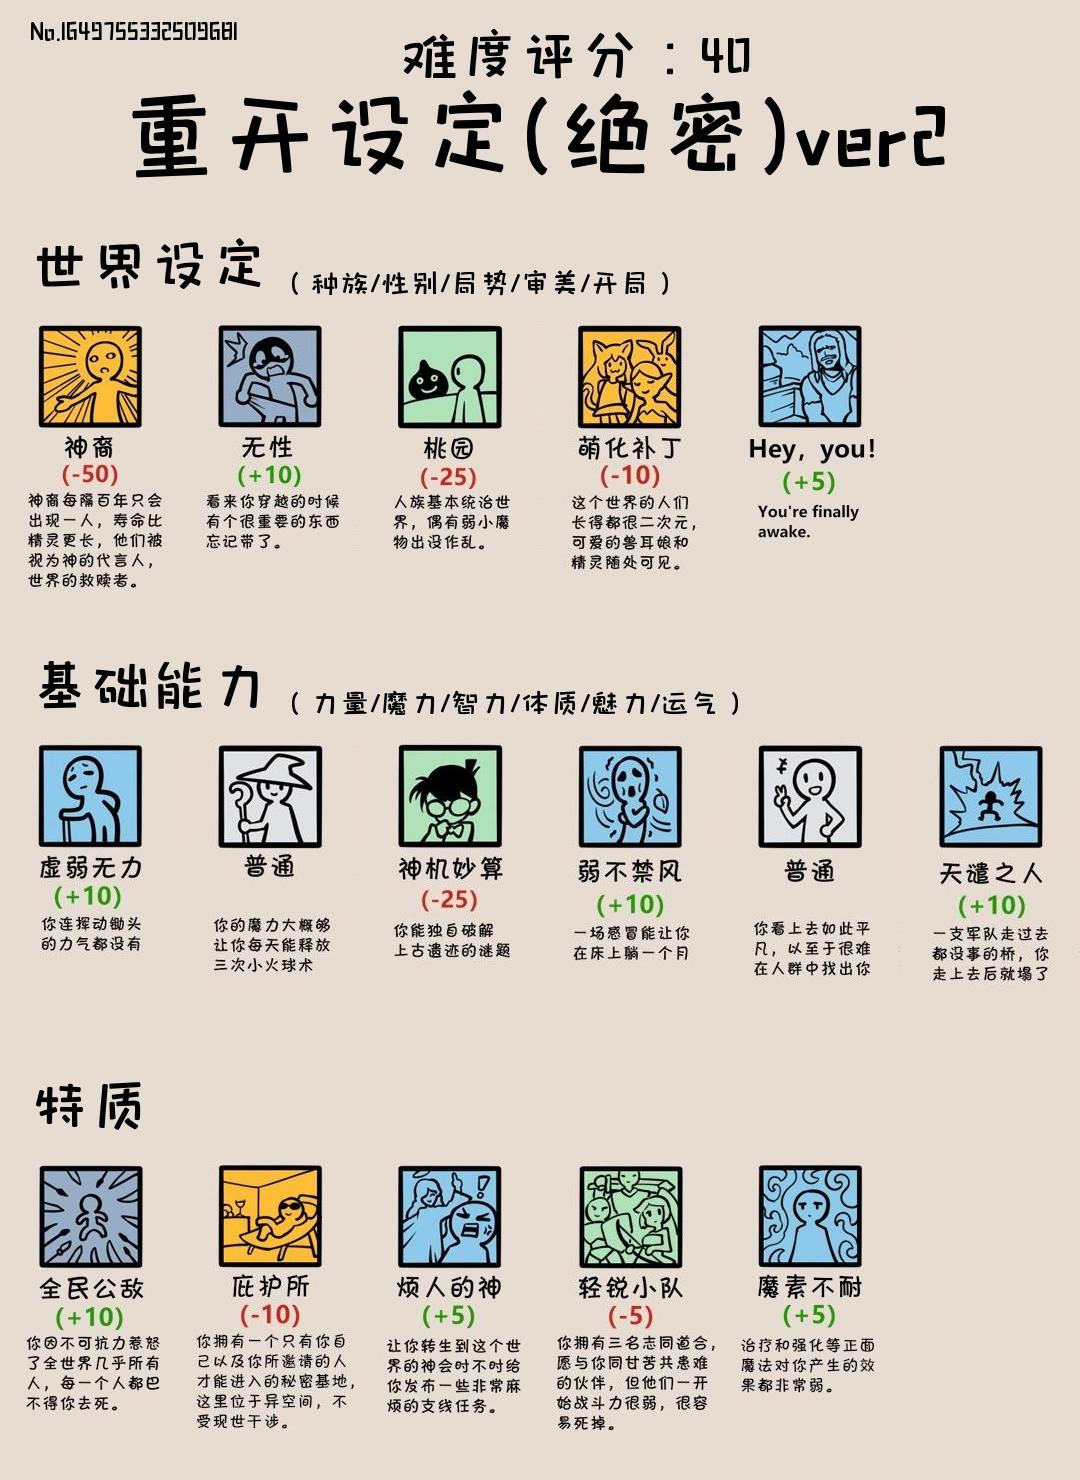 No.1649755332509681
难度评分：40
重开设定(绝密)ver2
世界设定（种族/性别/局势/审美/开局）
神裔
(-50)
神裔每隔百年只会
出现一人，寿命比
精灵更长，他们被
视为神的代言人，
世界的救赎者。
无性
(+10)
看来你穿越的时候
有个很重要的东西
忘记带了。
桃园
(-25)
人族基本统治世
界，偶有弱小魔
物出没作乱。
萌化补丁
(-10)
这个世界的人们
长得都很二次元，
可爱的兽耳娘和
精灵随处可见。
Hey, you!
(+5)
You're finally
awake.
基础能力（力量/魔力/智力/体质/魅力/运气）
虚弱无力
(+10)
你连挥动锄头
的力气都没有
普通
你的魔力大概够
让你每天能释放
三次小火球术
神机妙算
(-25)
你能独自破解
上古遗迹的谜题
弱不禁风
(+10)
一场感冒能让你
在床上躺一个月
普通
你看上去如此平
凡，以至于很难
在人群中找出你
天谴之人
(+10)
一支军队走过去
都没事的桥，你
走上去后就塌了
特质
全民公敌
(+10)
你因不可抗力惹怒
了全世界几乎所有
人，每一个人都巴
不得你去死。
庇护所
(-10)
你拥有一个只有你自
己以及你所邀请的人
才能进入的秘密基地，
这里位于异空间，不
受现世干涉。
烦人的神
(+5)
让你转生到这个世
界的神会时不时给
你发布一些非常麻
烦的支线任务。
轻锐小队
(-5)
你拥有三名志同道合，
愿与你同甘苦共患难
的伙伴，但他们一开
始战斗力很弱，很容
易死掉。
魔素不耐
(+5)
治疗和强化等正面
魔法对你产生的效
果都非常弱。